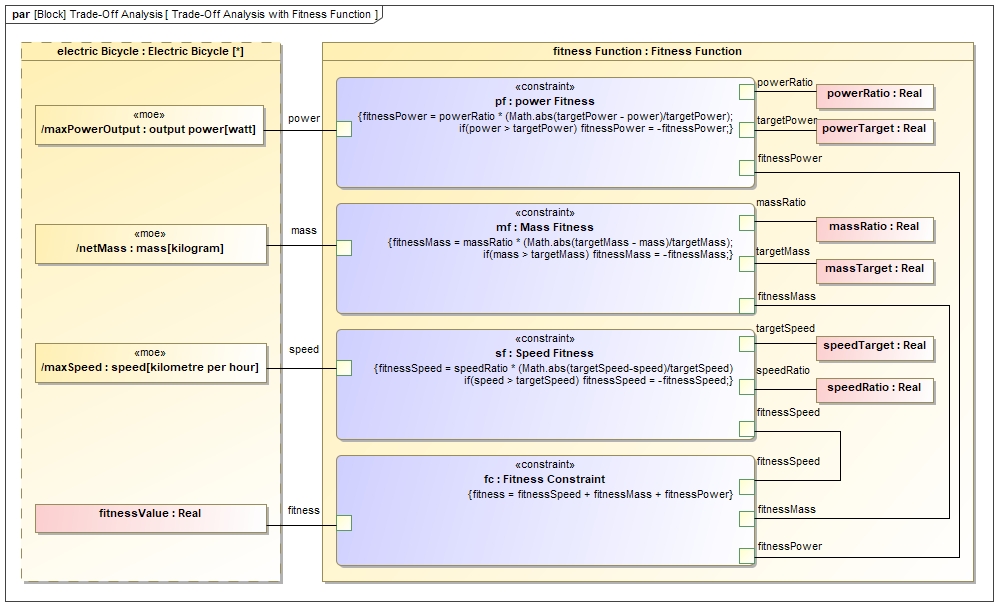 par [Block] Trade-Off Analysis [ Trade-Off Analysis with Fitness Function ]
electric Bicycle : Electric Bicycle [*]
«moe»
/maxPowerOutput : output power[watt]
power
«moe»
/netMass : mass[kilogram]
mass
«moe»
/maxSpeed : speed[kilometre per hour]
speed
fitnessValue : Real
fitness
fitness Function : Fitness Function
«constraint»
pf : power Fitness
{fitnessPower = powerRatio * (Math.abs(targetPower - power)/targetPower);
if(power > targetPower) fitnessPower = -fitnessPower;}
powerRatio
powerRatio : Real
targetPower
powerTarget : Real
fitnessPower
«constraint»
mf : Mass Fitness
{fitnessMass = massRatio * (Math.abs(targetMass - mass)/targetMass);
if(mass > targetMass) fitnessMass = -fitnessMass;}
massRatio
massRatio : Real
targetMass
massTarget : Real
fitnessMass
«constraint»
sf : Speed Fitness
{fitnessSpeed = speedRatio * (Math.abs(targetSpeed-speed)/targetSpeed)
if(speed > targetSpeed) fitnessSpeed = -fitnessSpeed;}
targetSpeed
speedTarget : Real
speedRatio
speedRatio : Real
fitnessSpeed
«constraint»
fc : Fitness Constraint
{fitness = fitnessSpeed + fitnessMass + fitnessPower}
fitnessSpeed
fitnessMass
fitnessPower